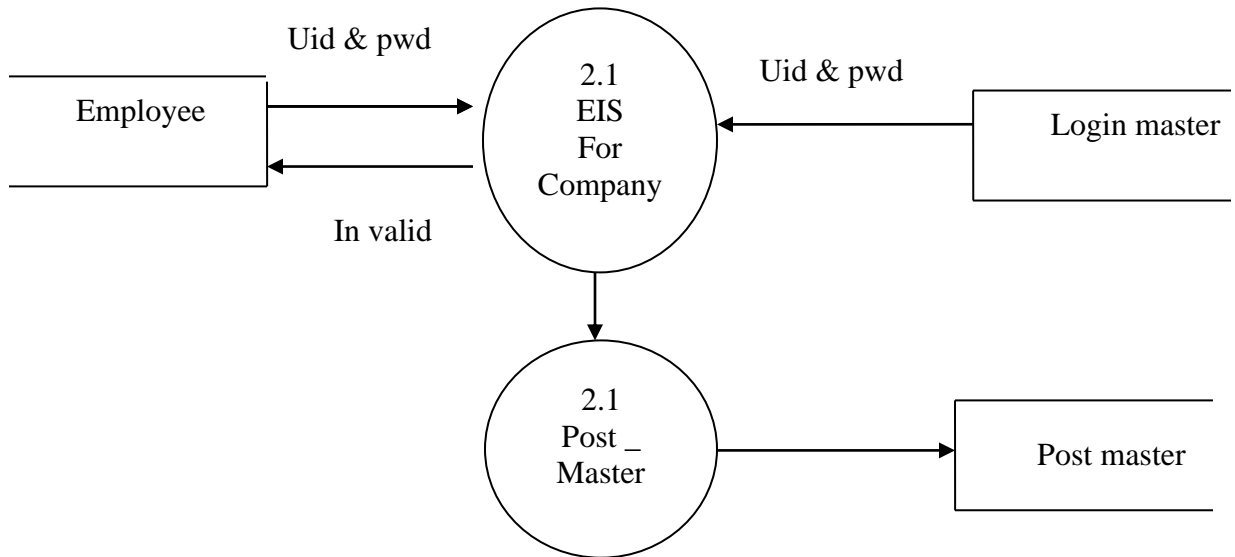 Uid & pwd
2.1
EIS
For
Company
Uid & pwd
Employee
Login master
In valid
2.1
Post _
Master
Post master